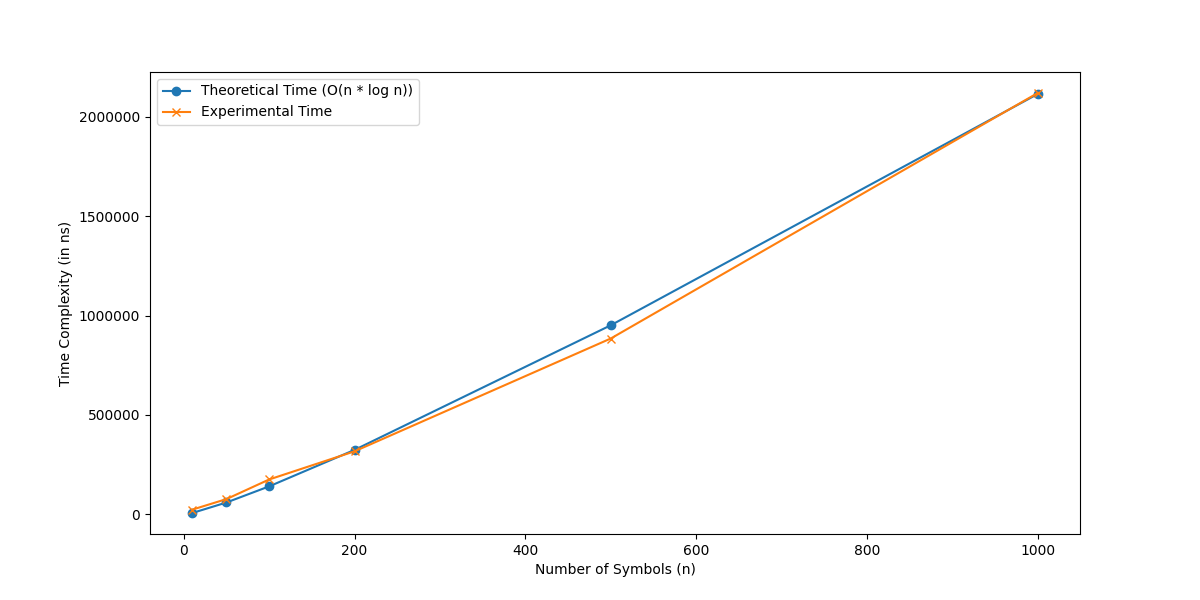 Theoretical Time (O(n * log n))
Experimental Time
2000000
1500000
1000000
500000
0
Time Complexity (in ns)
0 200 400 600 800 1000
Number of Symbols (n)